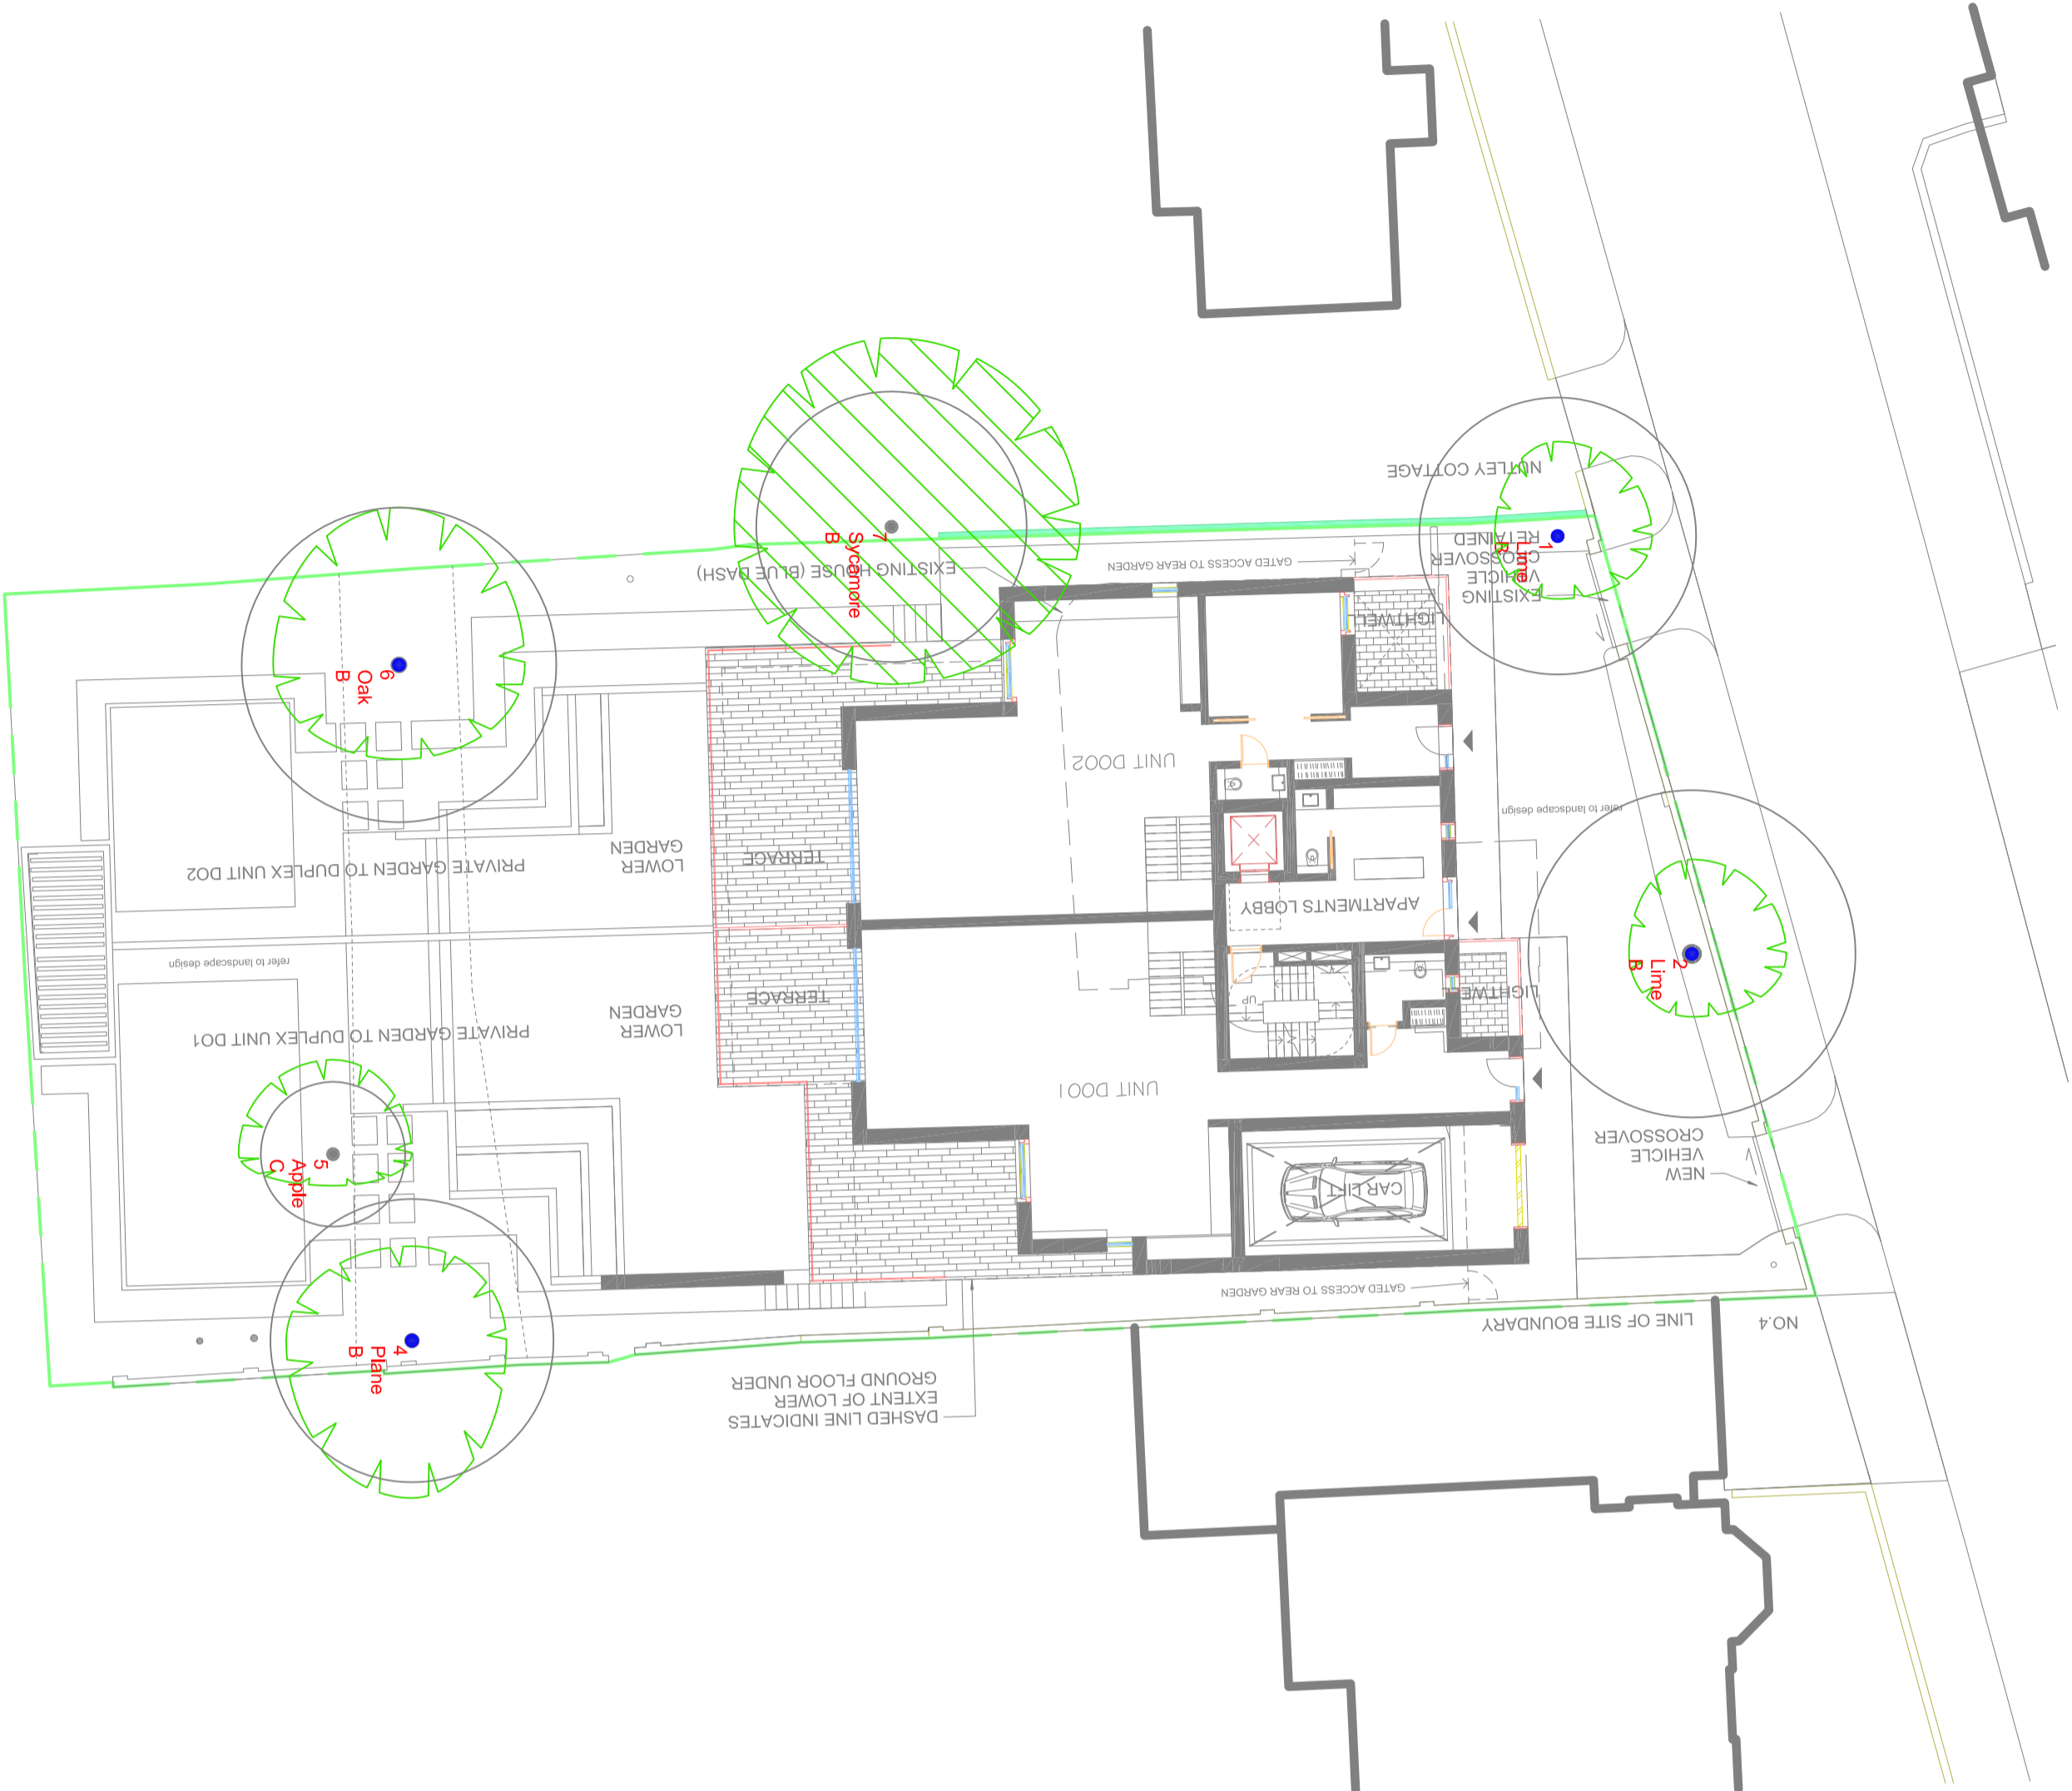 NUTLEY COTTAGE
EXISTING
VEHICLE
CROSSOVER
RETAINED
1
Lime
B
7
Sycamore
B
EXISTING HOUSE (BLUE DASH)
GATED ACCESS TO REAR GARDEN
LIGHTWELL
6
Oak
B
UNIT D002
refer to landscape design
LOWER
GARDEN
TERRACE
PRIVATE GARDEN TO DUPLEX UNIT DO2
APARTMENTS LOBBY
2
Lime
B
refer to landscape design
LOWER
GARDEN
TERRACE
UP
LIGHTWELL
PRIVATE GARDEN TO DUPLEX UNIT DO1
UNIT D001
NEW
VEHICLE
CROSSOVER
5
Apple
C
CAR LIFT
GATED ACCESS TO REAR GARDEN
LINE OF SITE BOUNDARY
NO.4
4
Plane
B
DASHED LINE INDICATES
EXTENT OF LOWER
GROUND FLOOR UNDER